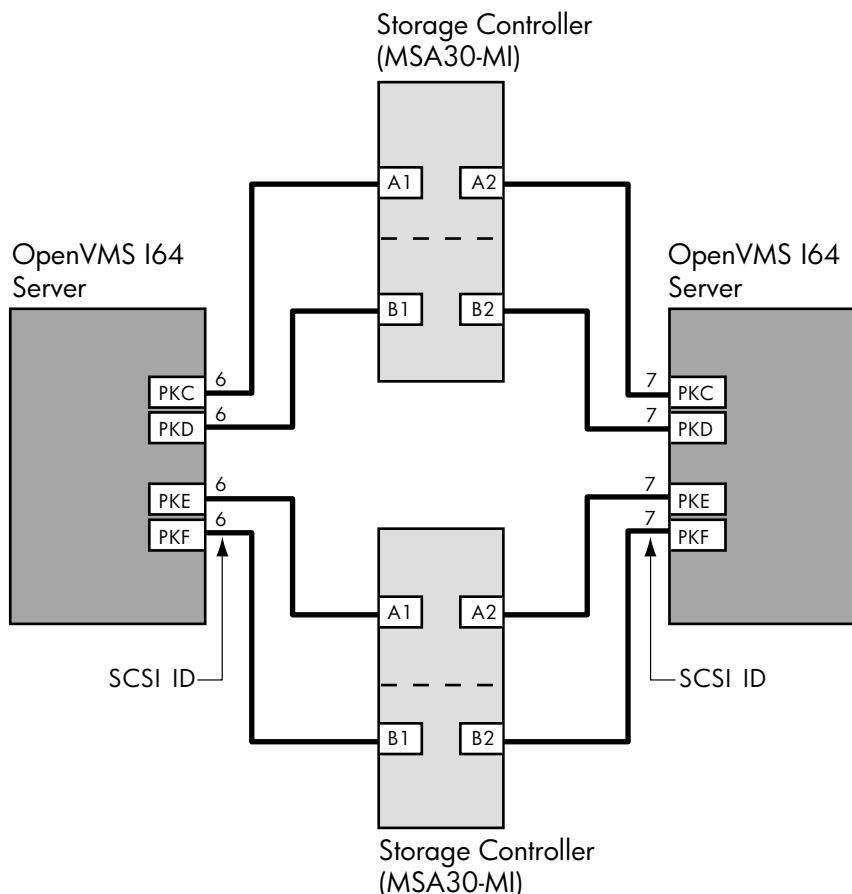 Storage Controller
(MSA30-MI)
A1 A2
OpenVMS I64
Server
OpenVMS I64
Server
B1 B2
PKC 6
7 PKC
PKD 6
7 PKD
PKE 6
7 PKE
PKF 6
7 PKF
A1 A2
SCSI ID
SCSI ID
B1 B2
Storage Controller
(MSA30-MI)